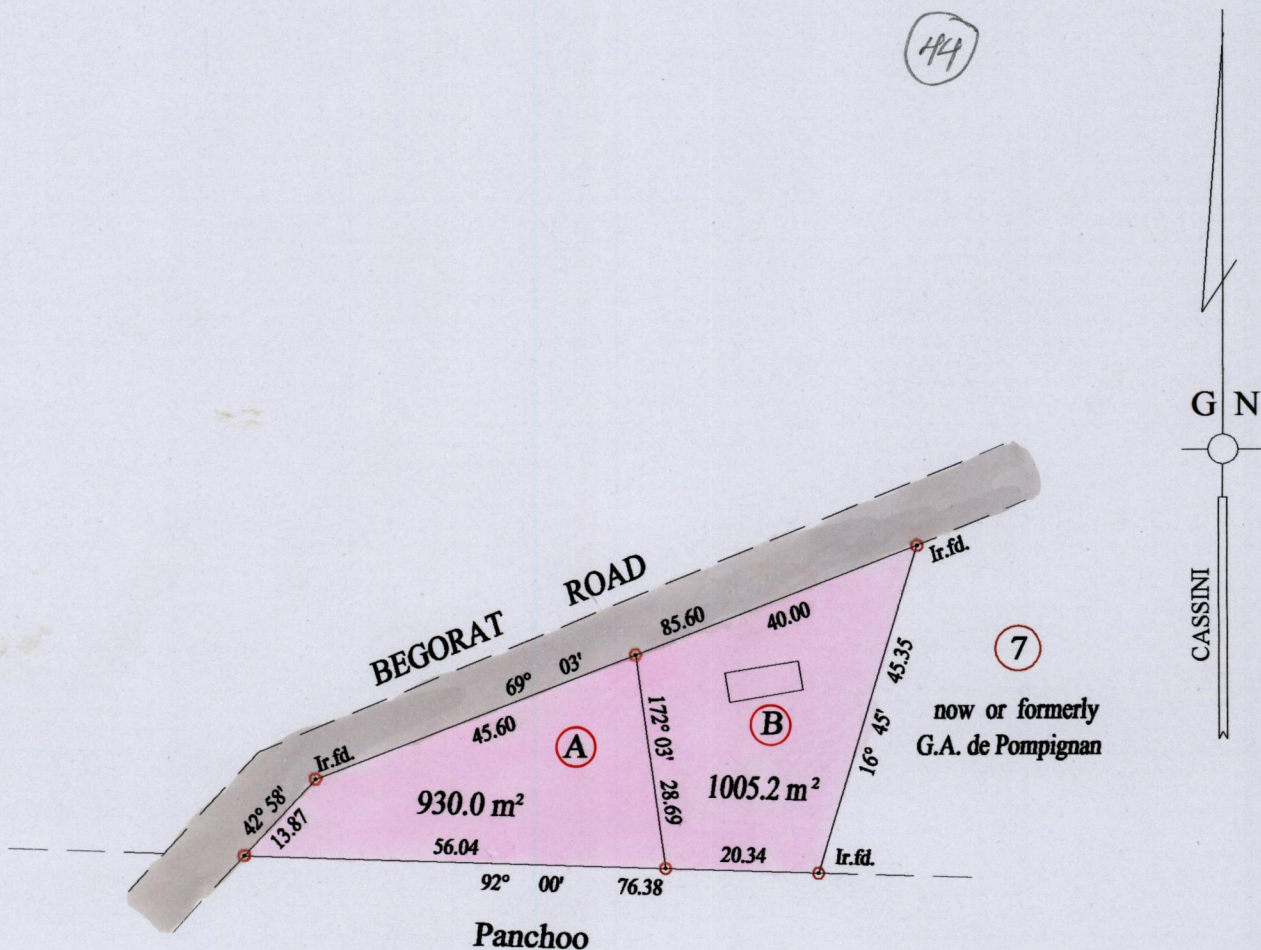 44
G N
CASSINI
BEGORAT ROAD
85.60
40.00
69° 03'
45.60
Ir.fd.
Ir.fd.
42° 58'
13.87
A
930.0 m²
172° 03' 28.69
B
1005.2 m²
45.35
16° 45'
7
now or formerly
G.A. de Pompignan
56.04
20.34
Ir.fd.
92° 00' 76.38
Panchoo